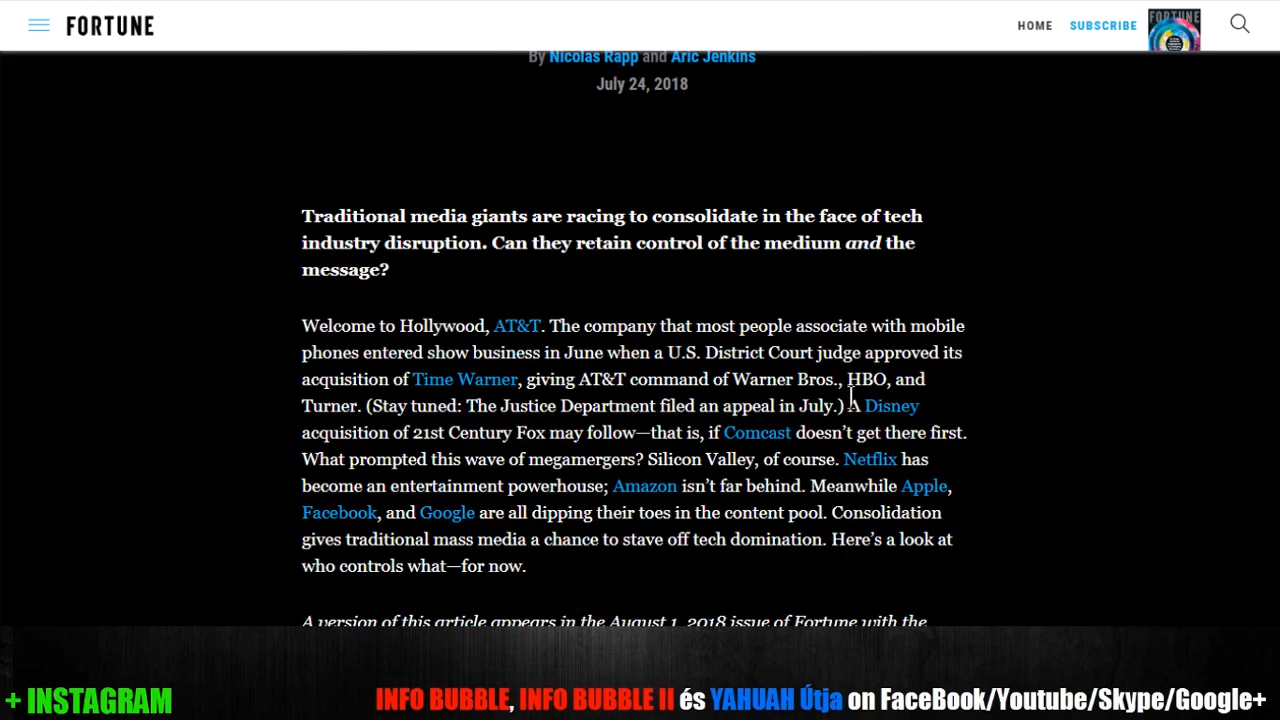 FORTUNE
HOME
SUBSCRIBE
FORTUNE
By Nicolas Rapp and Aric Jenkins
July 24, 2018
Traditional media giants are racing to consolidate in the face of tech
industry disruption. Can they retain control of the medium and the
message?
Welcome to Hollywood, AT&T. The company that most people associate with mobile
phones entered show business in June when a U.S. District Court judge approved its
acquisition of Time Warner, giving AT&T command of Warner Bros., HBO, and
Turner. (Stay tuned: The Justice Department filed an appeal in July.) A Disney
acquisition of 21st Century Fox may follow—that is, if Comcast doesn’t get there first.
What prompted this wave of megamergers? Silicon Valley, of course. Netflix has
become an entertainment powerhouse; Amazon isn’t far behind. Meanwhile Apple,
Facebook, and Google are all dipping their toes in the content pool. Consolidation
gives traditional mass media a chance to stave off tech domination. Here’s a look at
who controls what—for now.
A version of this article appears in the August 1, 2018 issue of Fortune with the
+ INSTAGRAM
INFO BUBBLE, INFO BUBBLE II és YAHUAH Útja on FaceBook/Youtube/Skype/Google+